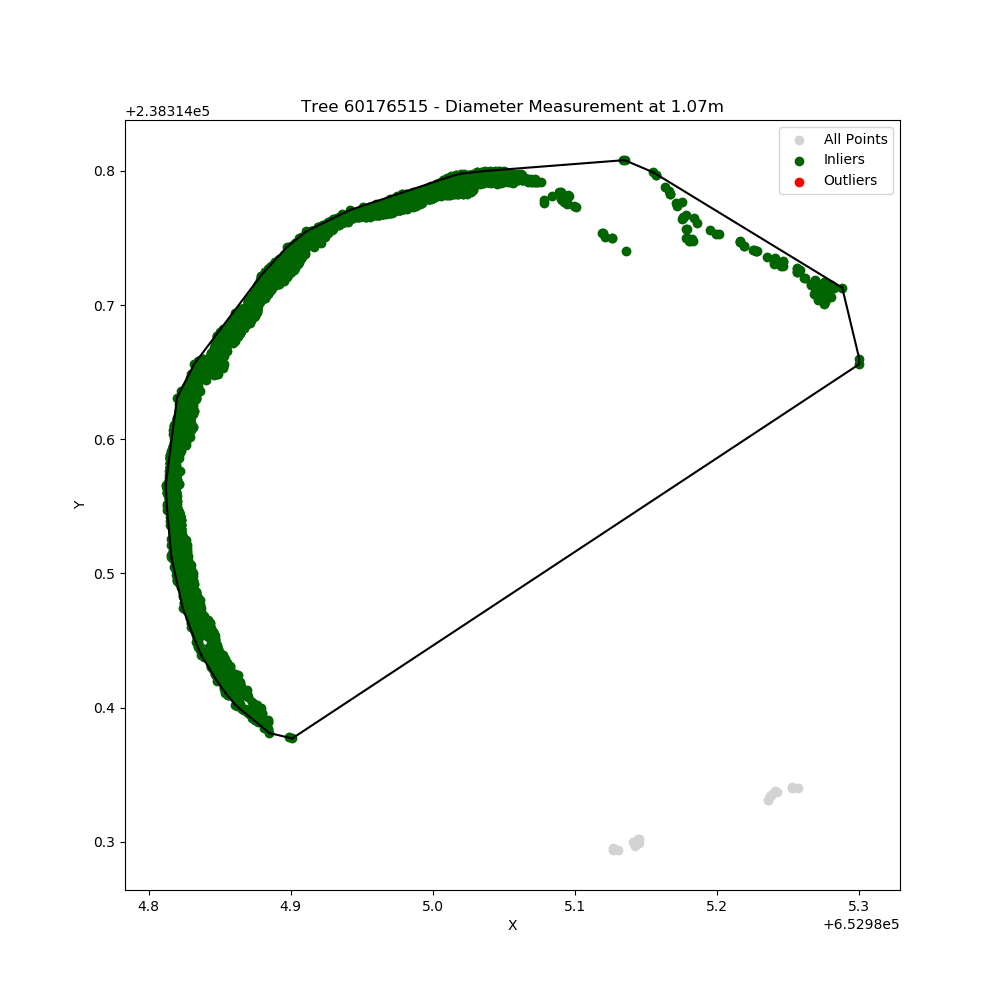 Tree 60176515 - Diameter Measurement at 1.07m
+2.38314e5
All Points
Inliers
Outliers
0.8
0.7
0.6
0.5
0.4
0.3
Y
4.8 4.9 5.0 5.1 5.2 5.3
X
+6.5298e5